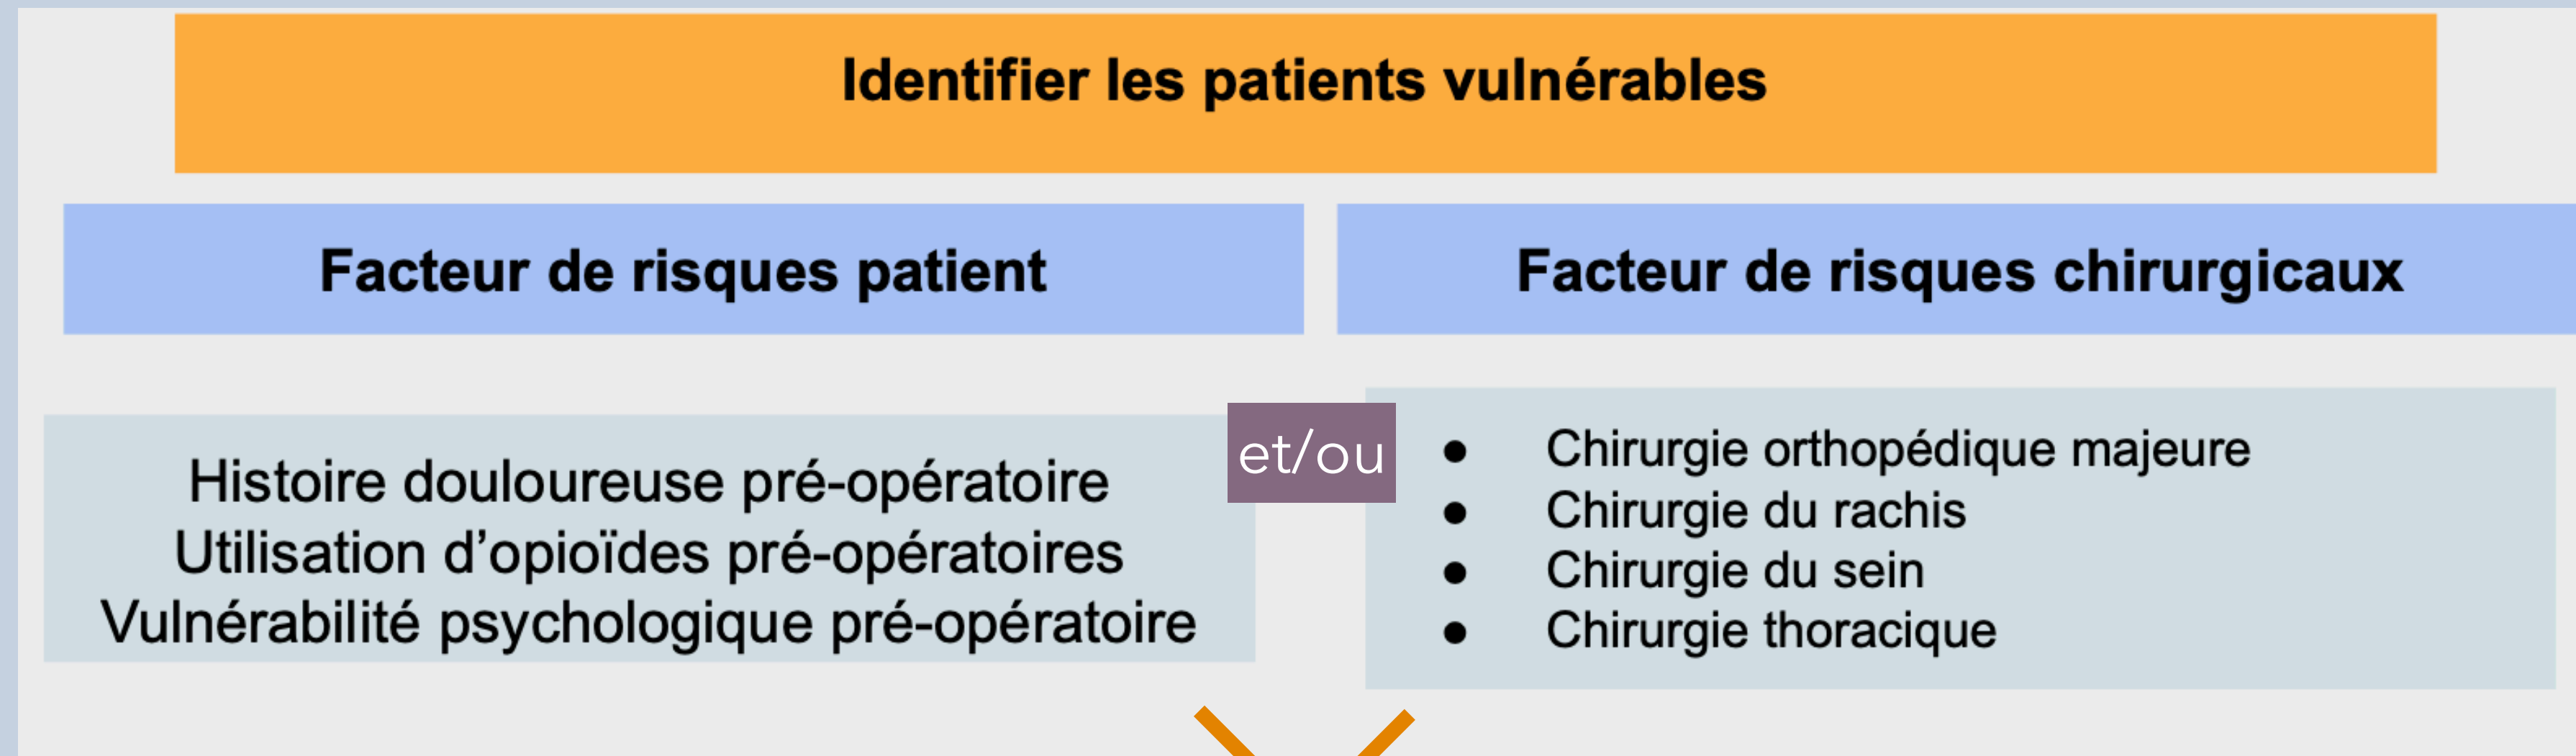 Identifier les patients vulnérables
Facteur de risques patient
Facteur de risques chirurgicaux
Histoire douloureuse pré-opératoire
Utilisation d’opioïdes pré-opératoires
Vulnérabilité psychologique pré-opératoire
et/ou
● Chirurgie orthopédique majeure
● Chirurgie du rachis
● Chirurgie du sein
● Chirurgie thoracique